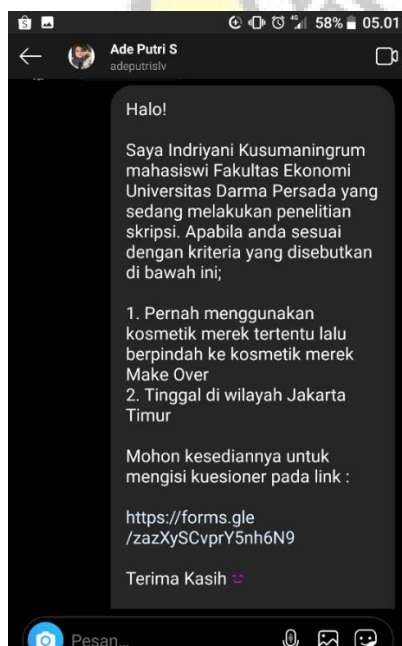 58% 05.01
Ade Putri S
adeputrislv
Halo!
Saya Indriyani Kusumaningrum
mahasiswi Fakultas Ekonomi
Universitas Darma Persada yang
sedang melakukan penelitian
skripsi. Apabila anda sesuai
dengan kriteria yang disebutkan
di bawah ini;
1. Pernah menggunakan
kosmetik merek tertentu lalu
berpindah ke kosmetik merek
Make Over
2. Tinggal di wilayah Jakarta
Timur
Mohon kesediannya untuk
mengisi kuesioner pada link :
https://forms.gle
/zazXySCvprY5nh6N9
Terima Kasih
Pesan...